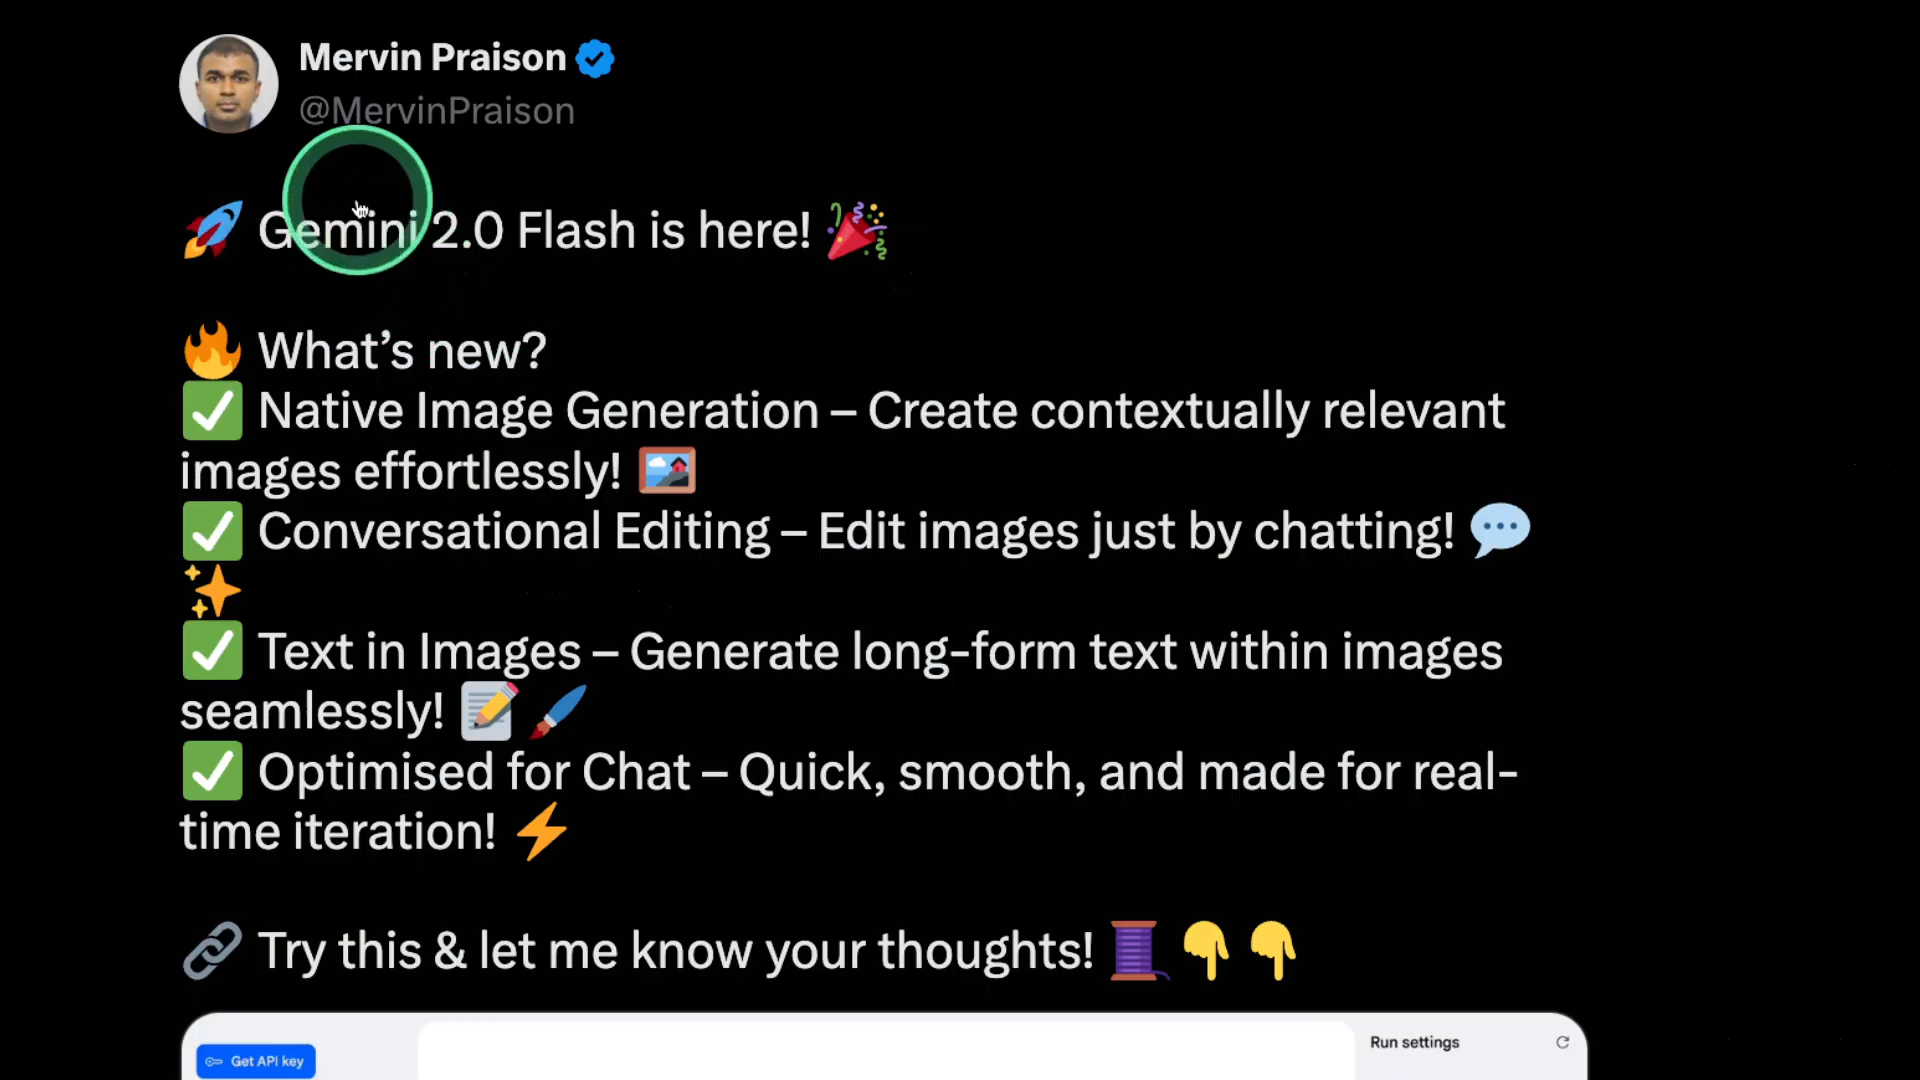 Mervin Praison
@MervinPraison
🚀 Gemini 2.0 Flash is here! 🎉
🔥 What’s new?
✅ Native Image Generation – Create contextually relevant
images effortlessly! 🖼️
✅ Conversational Editing – Edit images just by chatting! 💬
✨
✅ Text in Images – Generate long-form text within images
seamlessly! 📝🖌️
✅ Optimised for Chat – Quick, smooth, and made for real-
time iteration! ⚡
🔗 Try this & let me know your thoughts! 🧵👇👇
Run settings
Get API key